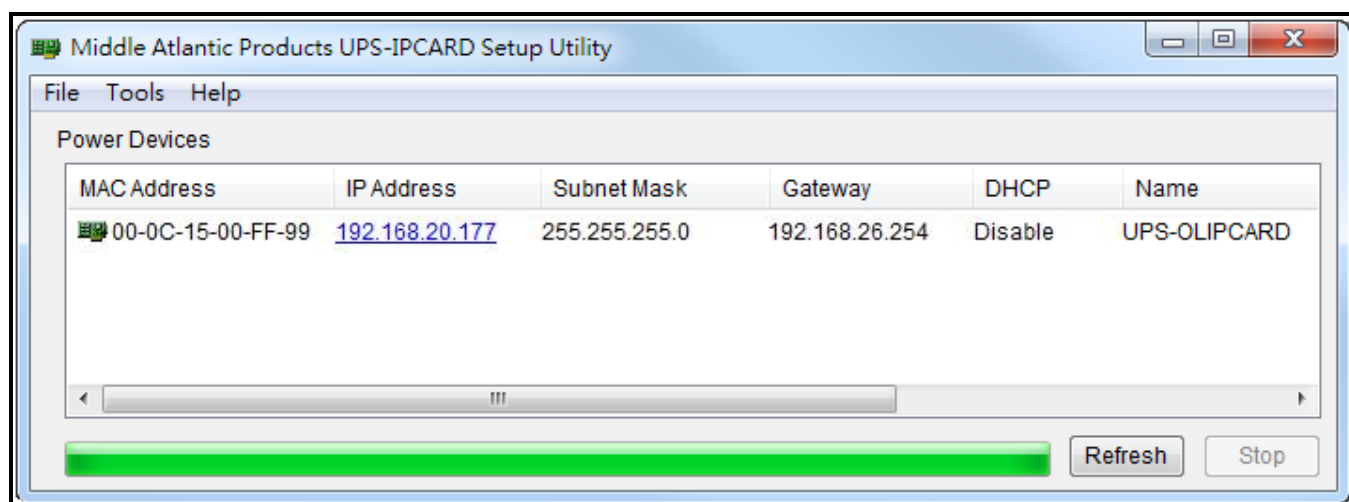 Middle Atlantic Products UPS-IPCARD Setup Utility
File Tools Help
Power Devices
MAC Address IP Address Subnet Mask Gateway DHCP Name
00-0C-15-00-FF-99 192.168.20.177 255.255.255.0 192.168.26.254 Disable UPS-OLIPCARD
Refresh Stop